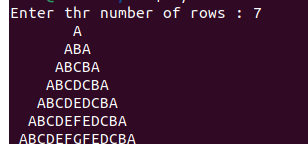 Enter thr number of rows : 7
A
ABA
ABCBA
ABCDCBA
ABCDEDCBA
ABCDEFEDCBA
ABCDEFGFEDCBA